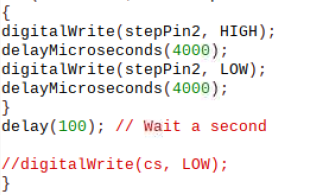 {
digitalWrite(stepPin2, HIGH);
delayMicroseconds(4000);
digitalWrite(stepPin2, LOW);
delayMicroseconds(4000);
}
delay(100); // Wait a second

//digitalWrite(cs, LOW);
}